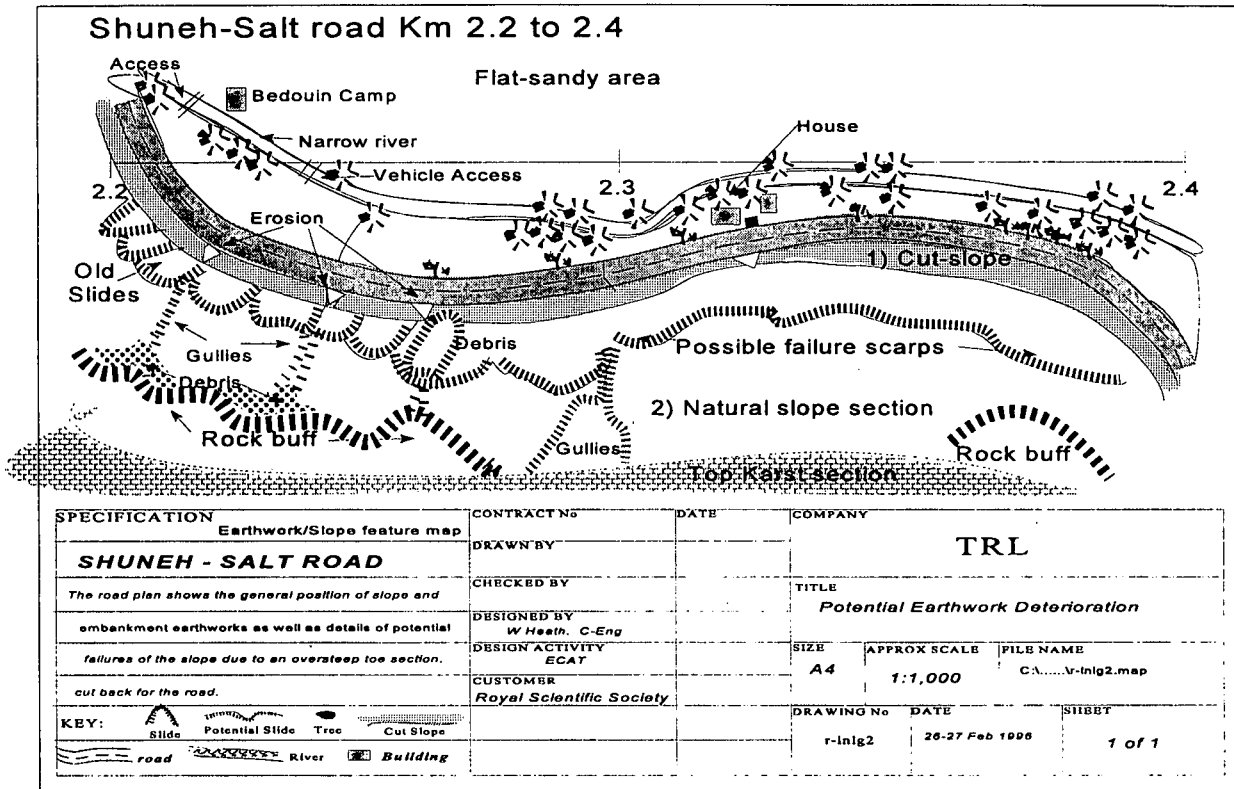 Shuneh-Salt road Km 2.2 to 2.4
Access
Flat-sandy area
Bedouin Camp
House
Narrow river
Vehicle Access
2.2
2.3
2.4
Erosion
1) Cut-slope
Old
Slides
Gullies
Debris
Possible failure scarps
Debris
2) Natural slope section
Rock buff
Gullies
Rock buff
Top Karst section
SPECIFICATION
Earthwork/Slope feature map
SHUNEH - SALT ROAD
The road plan shows the general position of slope and
embankment earthworks as well as details of potential
failures of the slope due to an oversteep toe section.
cut back for the road.
KEY:
Slide
Potential Slide
Tree
Cut Slope
road
River
Building
CONTRACT No
DATE
DRAWN BY
CHECKED BY
DESIGNED BY
W Heath. C-Eng
DESIGN ACTIVITY
ECAT
CUSTOMER
Royal Scientific Society
COMPANY
TRL
TITLE
Potential Earthwork Deterioration
SIZE
A4
APPROX SCALE
1:1,000
FILE NAME
C:\......\r-lnlg2.map
DRAWING No
r-lnlg2
DATE
26-27 Feb 1996
SHEET
1 of 1